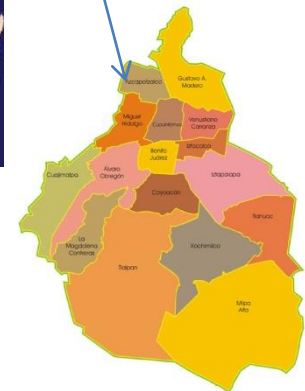 Azcapotzalco
Gustavo A.
Madero
Miguel
Hidalgo
Cuauhtémoc
Venustiano
Carranza
Iztacalco
Benito
Juárez
Cuajimalpa
Álvaro
Obregón
Iztapalapa
Coyoacán
La
Magdalena
Contreras
Tláhuac
Xochimilco
Tlalpan
Milpa
Alta